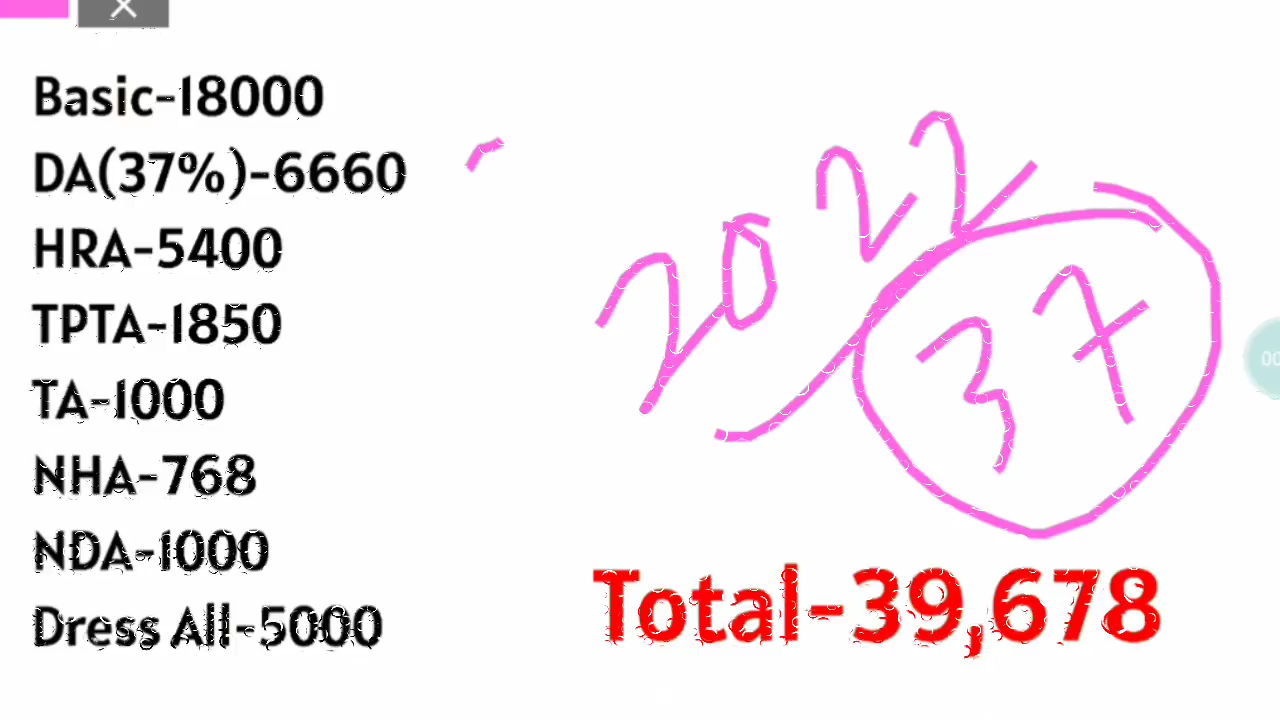 Basic-18000
DA(37%)-6660
HRA-5400
TPTA-1850
TA-1000
NHA-768
NDA-1000
Dress All-5000
2022
37
Total-39,678
00